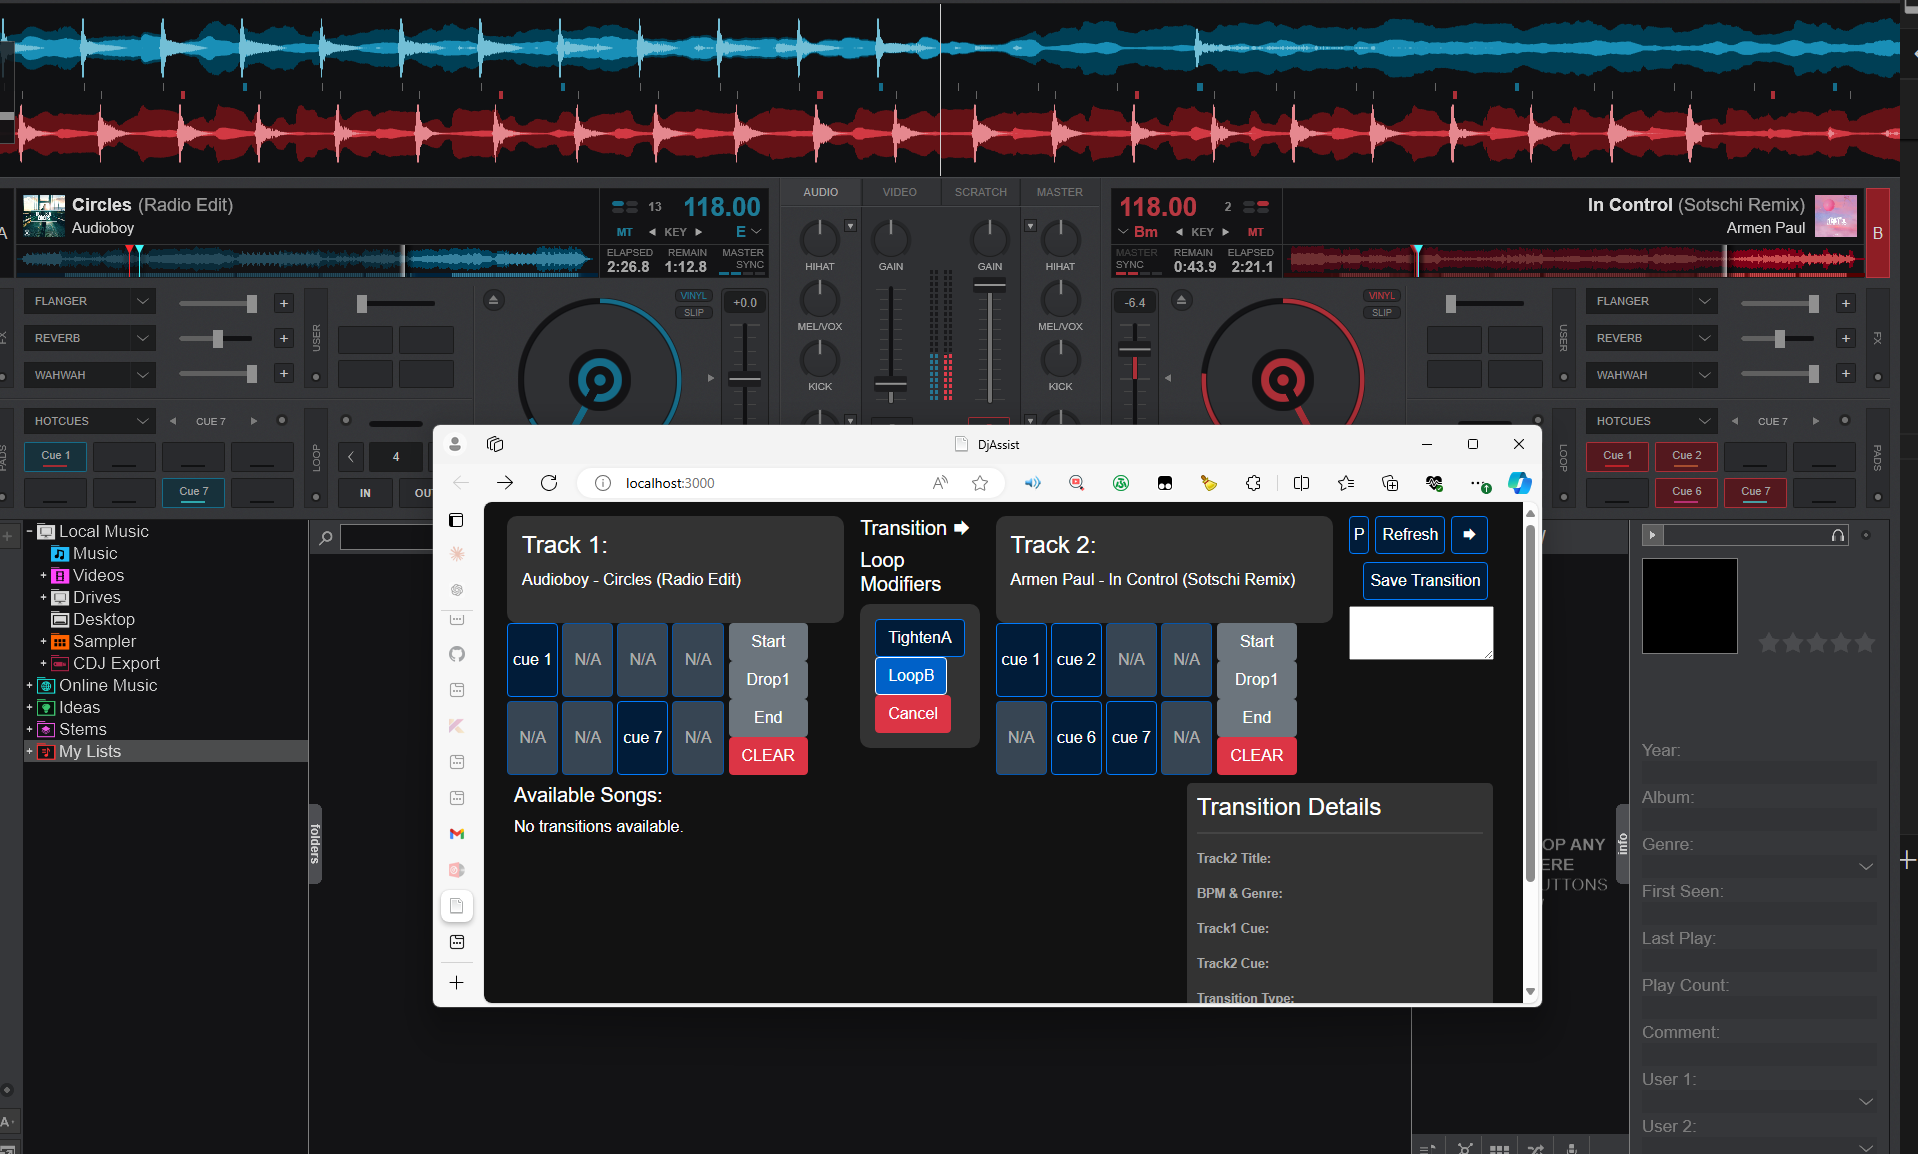 AUDIO
VIDEO
SCRATCH
MASTER
A
Circles (Radio Edit)
Audioboy
13
118.00
MT
KEY
E
ELAPSED
REMAIN
MASTER
SYNC
2:26.8
1:12.8
HIHAT
GAIN
GAIN
HIHAT
MEL/VOX
MEL/VOX
KICK
KICK
118.00
2
Bm
KEY
MT
MASTER
SYNC
REMAIN
ELAPSED
0:43.9
2:21.1
In Control (Sotschi Remix)
Armen Paul
B
FX
FLANGER
REVERB
WAHWAH
USER
VINYL
SLIP
+0.0
-6.4
VINYL
SLIP
USER
FLANGER
REVERB
WAHWAH
FX
PADS
HOTCUES
CUE 7
Cue 1
Cue 7
LOOP
4
IN
OU
LOOP
HOTCUES
CUE 7
Cue 1
Cue 2
Cue 6
Cue 7
PADS
Local Music
Music
Videos
Drives
Desktop
Sampler
CDJ Export
Online Music
Ideas
Stems
My Lists
folders
DjAssist
localhost:3000
Track 1:
Audioboy - Circles (Radio Edit)
cue 1
N/A
N/A
N/A
N/A
N/A
cue 7
N/A
Start
Drop1
End
CLEAR
Transition
Loop
Modifiers
TightenA
LoopB
Cancel
Track 2:
Armen Paul - In Control (Sotschi Remix)
cue 1
cue 2
N/A
N/A
N/A
cue 6
cue 7
N/A
Start
Drop1
End
CLEAR
P
Refresh
Save Transition
Available Songs:
No transitions available.
Transition Details
Track2 Title:
BPM & Genre:
Track1 Cue:
Track2 Cue:
Transition Type:
OP ANY
ERE
UTTONS
info
Year:
Album:
Genre:
First Seen:
Last Play:
Play Count:
Comment:
User 1:
User 2:
A